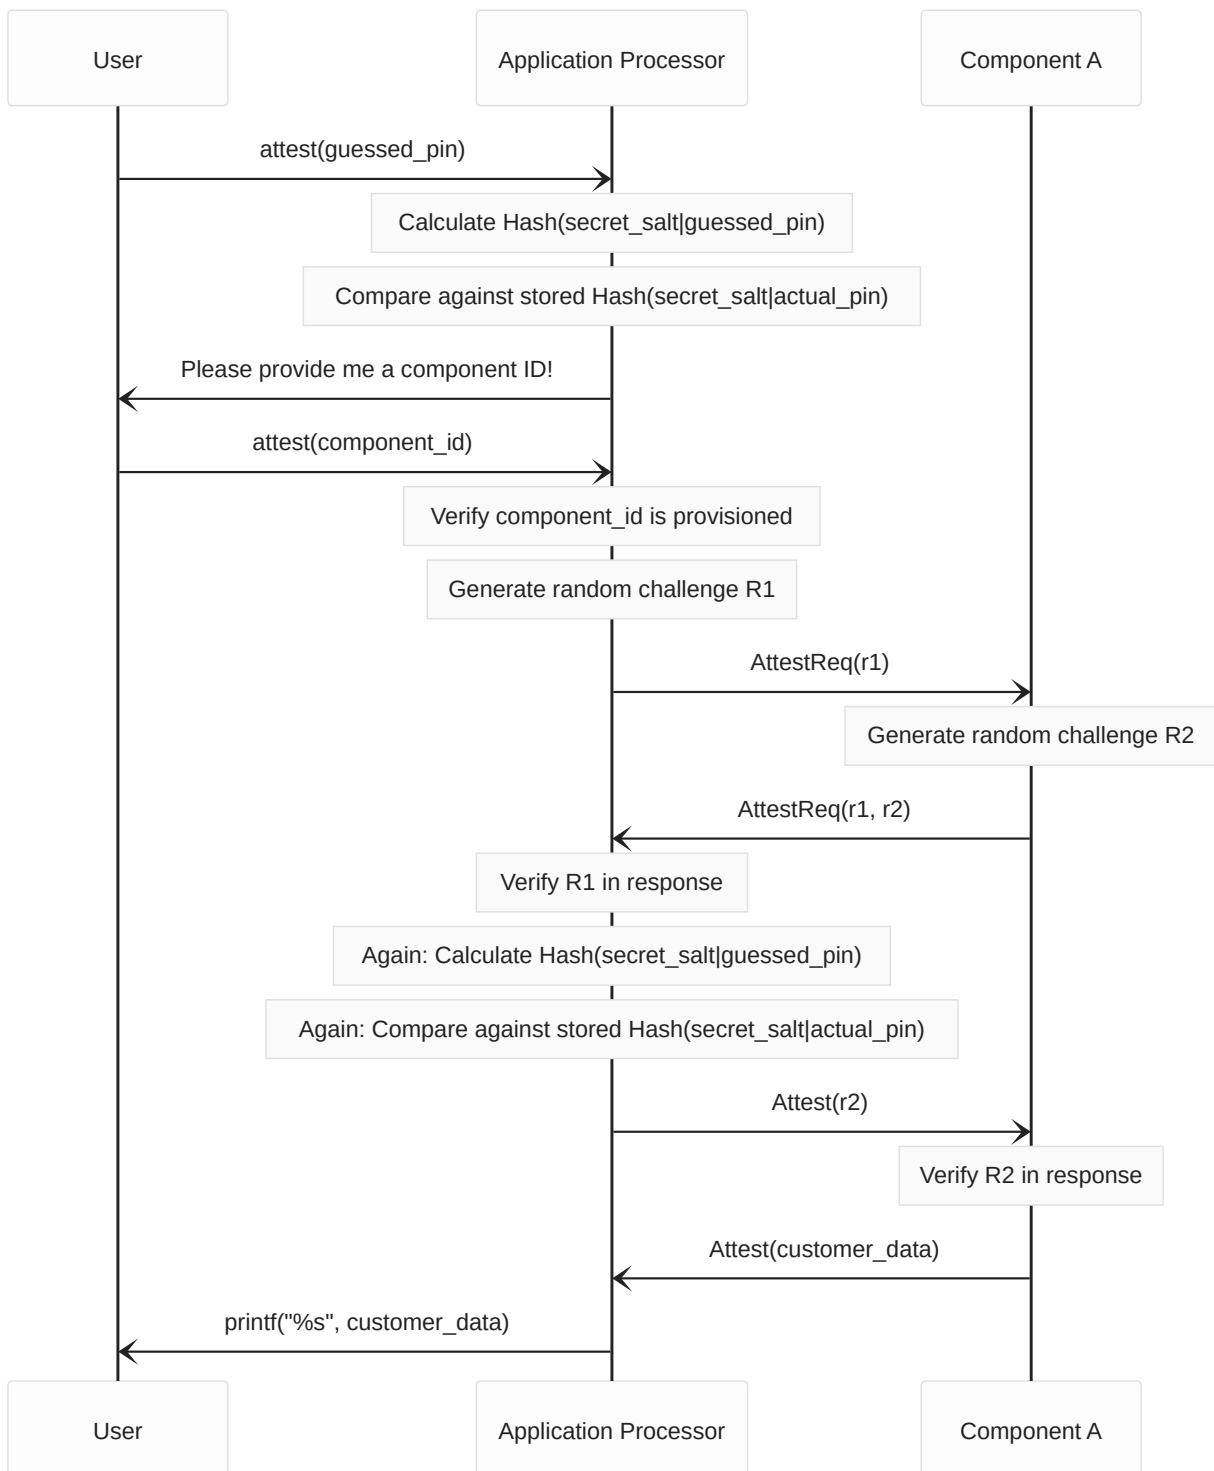 User
Application Processor
Component A
attest(guessed_pin)
Calculate Hash(secret_salt|guessed_pin)
Compare against stored Hash(secret_salt|actual_pin)
Please provide me a component ID!
attest(component_id)
Verify component_id is provisioned
Generate random challenge R1
AttestReq(r1)
Generate random challenge R2
AttestReq(r1, r2)
Verify R1 in response
Again: Calculate Hash(secret_salt|guessed_pin)
Again: Compare against stored Hash(secret_salt|actual_pin)
Attest(r2)
Verify R2 in response
Attest(customer_data)
printf("%s", customer_data)
User
Application Processor
Component A